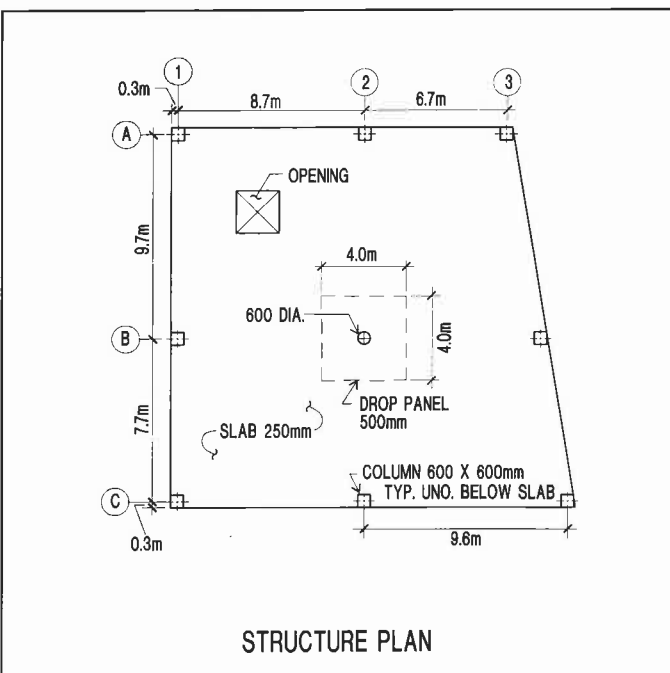 1
2
3
0.3m
8.7m
6.7m
A
OPENING
9.7m
4.0m
600 DIA.
4.0m
B
DROP PANEL
500mm
SLAB 250mm
7.7m
COLUMN 600 X 600mm
TYP. UNO. BELOW SLAB
C
0.3m
9.6m
STRUCTURE PLAN